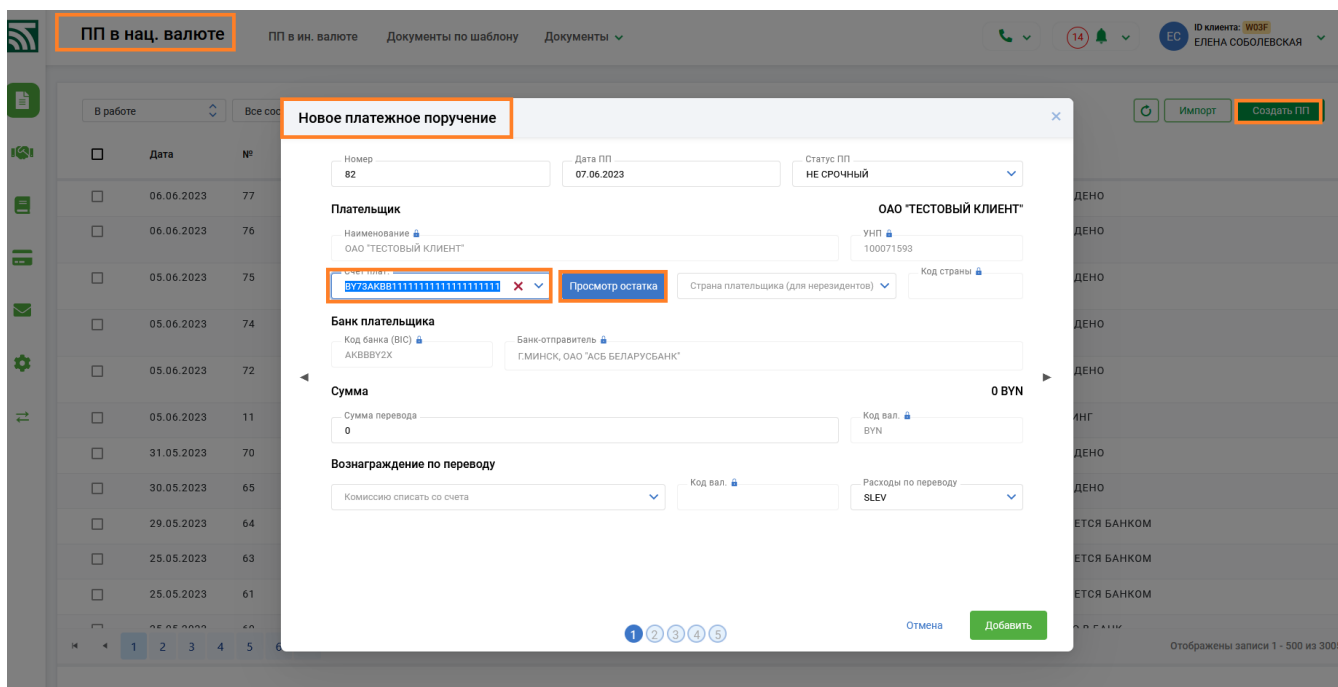 ПП в нац. валюте ПП в ин. валюте Документы по шаблону Документы 14 ЕС ID клиента: W03F
ЕЛЕНА СОБОЛЕВСКАЯ
В работе Все сос Импорт Создать ПП
Новое платежное поручение
Дата №
Номер Дата ПП Статус ПП
82 07.06.2023 НЕ СРОЧНЫЙ
06.06.2023 77 ДЕНО
Плательщик ОАО "ТЕСТОВЫЙ КЛИЕНТ"
06.06.2023 76 ДЕНО
Наименование УНП
ОАО "ТЕСТОВЫЙ КЛИЕНТ" 100071593
05.06.2023 75 ДЕНО
Счет плат. Код страны
BY73AKBB11111111111111111111 Просмотр остатка Страна плательщика (для нерезидентов)
05.06.2023 74 ДЕНО
Банк плательщика
Код банка (BIC) Банк-отправитель
AKBBBY2X Г.МИНСК, ОАО "АСБ БЕЛАРУСБАНК"
05.06.2023 72 ДЕНО
Сумма 0 BYN
05.06.2023 11 ИНГ
Сумма перевода Код вал.
0 BYN
31.05.2023 70 ДЕНО
Вознаграждение по переводу
30.05.2023 65 ДЕНО
Код вал. Расходы по переводу
Комиссию списать со счета SLEV
29.05.2023 64 ЕТСЯ БАНКОМ
25.05.2023 63 ЕТСЯ БАНКОМ
25.05.2023 61 ЕТСЯ БАНКОМ
1 2 3 4 5 Отмена Добавить
1 2 3 4 5 6 Отображены записи 1 - 500 из 300